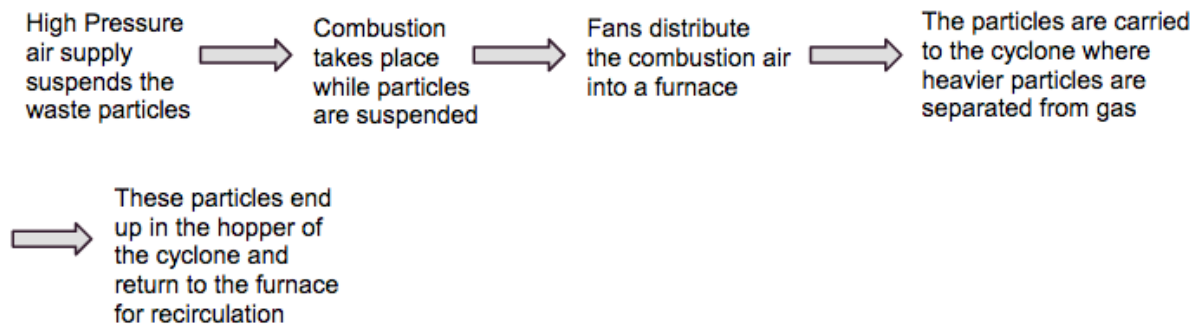 High Pressure
air supply
suspends the
waste particles
Combustion
takes place
while particles
are suspended
Fans distribute
the combustion air
into a furnace
The particles are carried
to the cyclone where
heavier particles are
separated from gas
These particles end
up in the hopper of
the cyclone and
return to the furnace
for recirculation